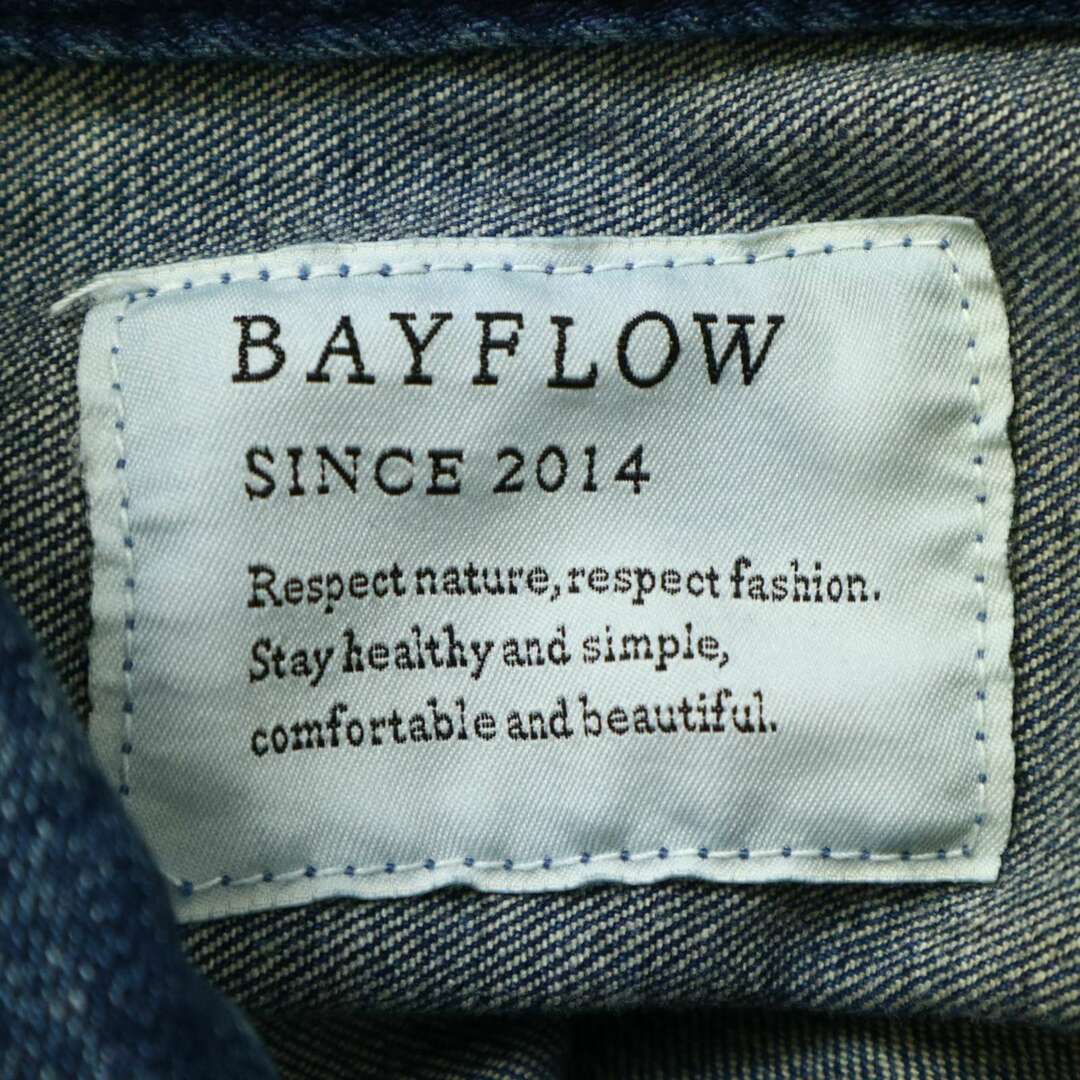 BAYFLOW
SINCE 2014
Respect nature, respect fashion.
Stay healthy and simple,
comfortable and beautiful.